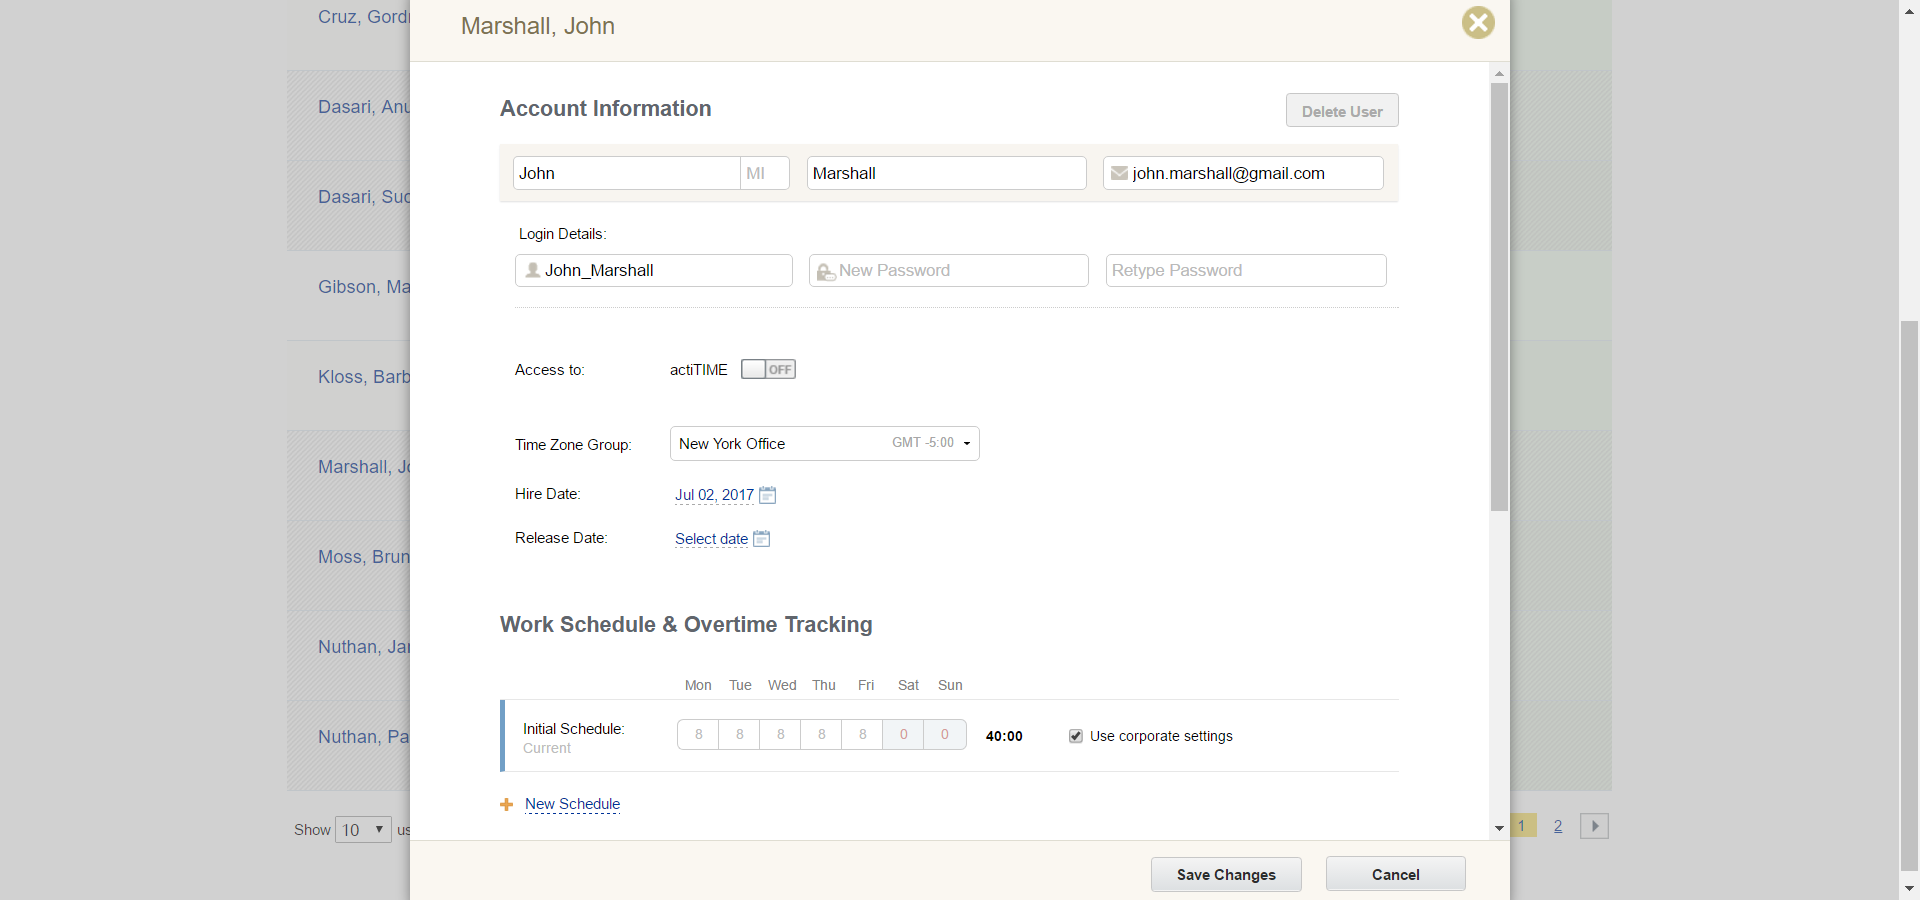 Cruz, Gord
Marshall, John
Account Information
Delete User
Dasari, Anu
John
MI
Marshall
john.marshall@gmail.com
Dasari, Sud
Login Details:
John_Marshall
New Password
Retype Password
Gibson, Ma
Access to:
actiTIME
OFF
Kloss, Barb
Time Zone Group:
New York Office
GMT -5:00
Marshall, Jo
Hire Date:
Jul 02, 2017
Release Date:
Select date
Moss, Brun
Work Schedule & Overtime Tracking
Nuthan, Jan
Mon Tue Wed Thu Fri Sat Sun
Initial Schedule:
Current
8 8 8 8 8 0 0
40:00
Use corporate settings
Nuthan, Pa
New Schedule
Show 10 us
1 2
Save Changes
Cancel